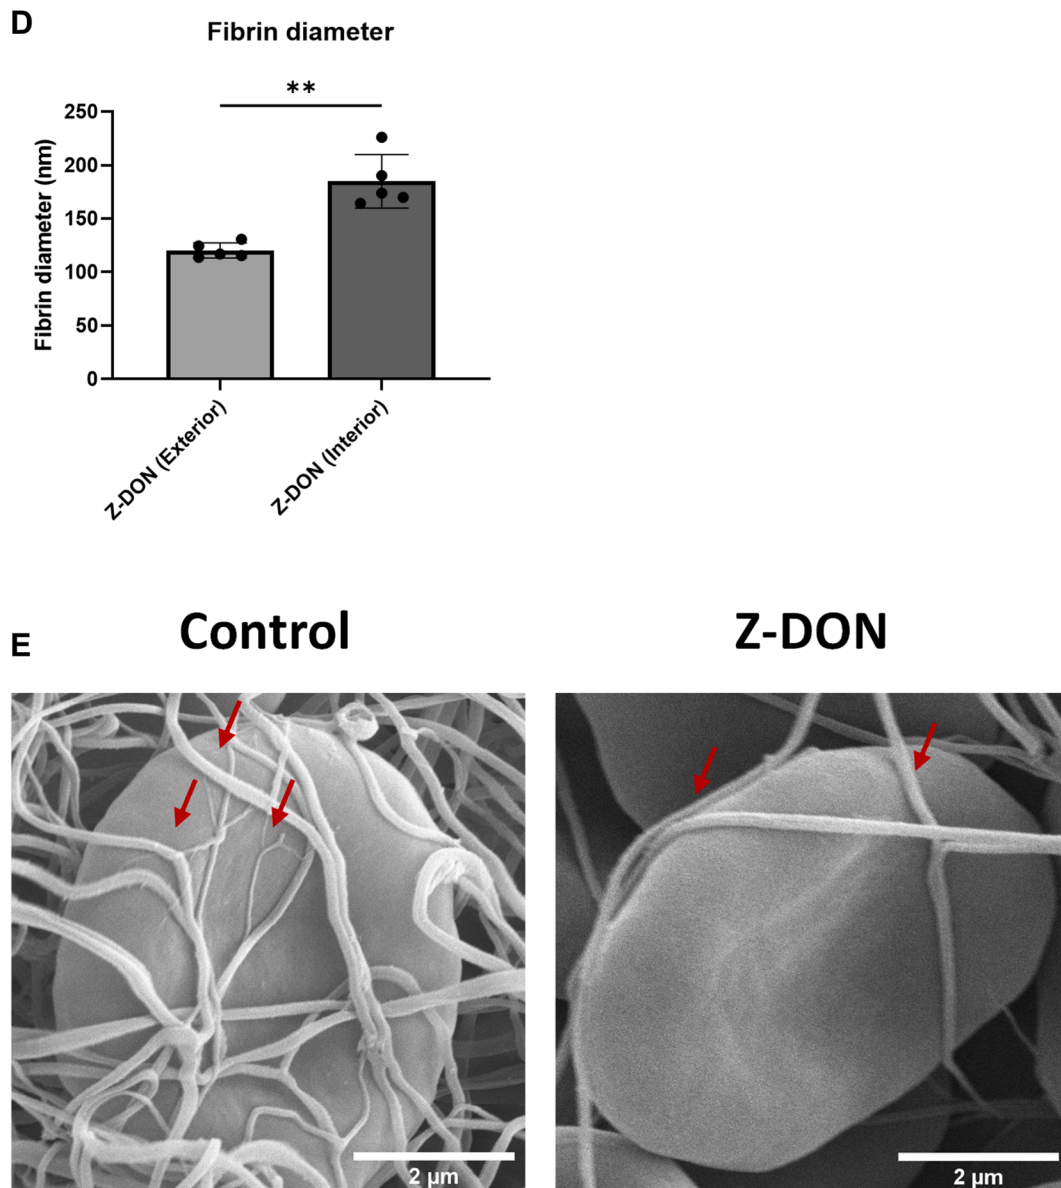 D
Fibrin diameter
**
250
200
150
100
50
0
Fibrin diameter (nm)
Z-DON (Exterior)
Z-DON (Interior)
E
Control
Z-DON
2 µm
2 µm